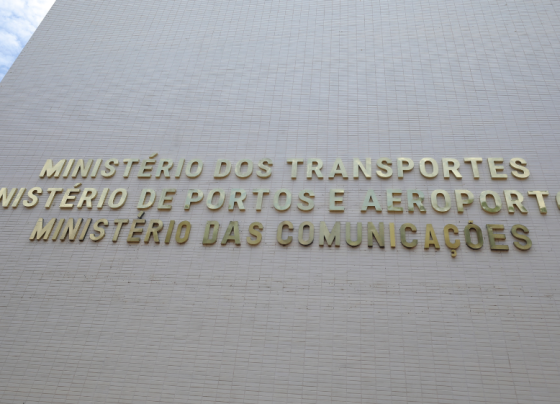 MINISTÉRIO DOS TRANSPORTES
NISTÉRIO DE PORTOS E AEROPORTO
MINISTÉRIO DAS COMUNICAÇÕES